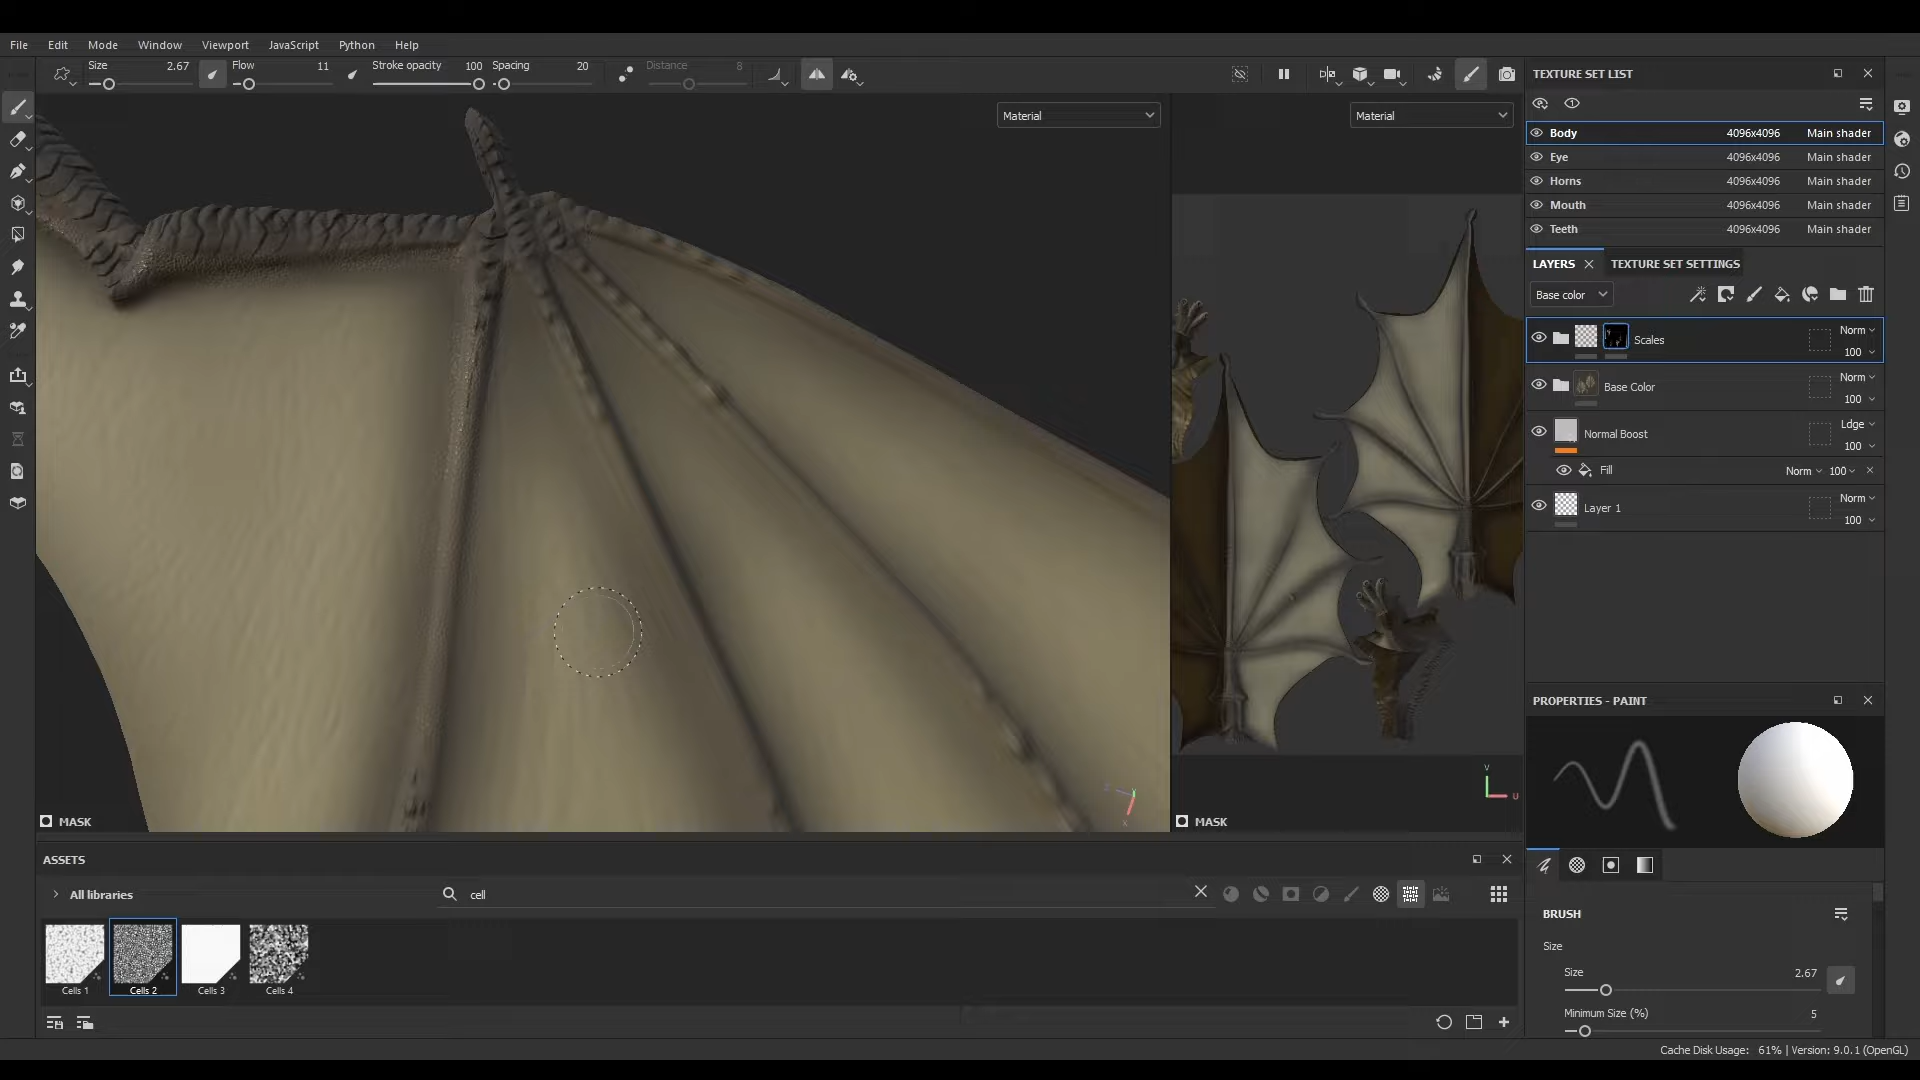 File Edit Mode Window Viewport JavaScript Python Help
Size 2.67 Flow 11 Stroke opacity 100 Spacing 20 Distance 8
Material
Material
TEXTURE SET LIST
Body 4096x4096 Main shader
Eye 4096x4096 Main shader
Horns 4096x4096 Main shader
Mouth 4096x4096 Main shader
Teeth 4096x4096 Main shader
LAYERS TEXTURE SET SETTINGS
Base color
Scales Norm 100
Base Color Norm 100
Normal Boost Ldge 100
Fill Norm 100
Layer 1 Norm 100
V
U
X
MASK
MASK
PROPERTIES - PAINT
ASSETS
All libraries cell
Cells 1 Cells 2 Cells 3 Cells 4
BRUSH
Size
Size 2.67
Minimum Size (%) 5
Cache Disk Usage: 61% | Version: 9.0.1 (OpenGL)